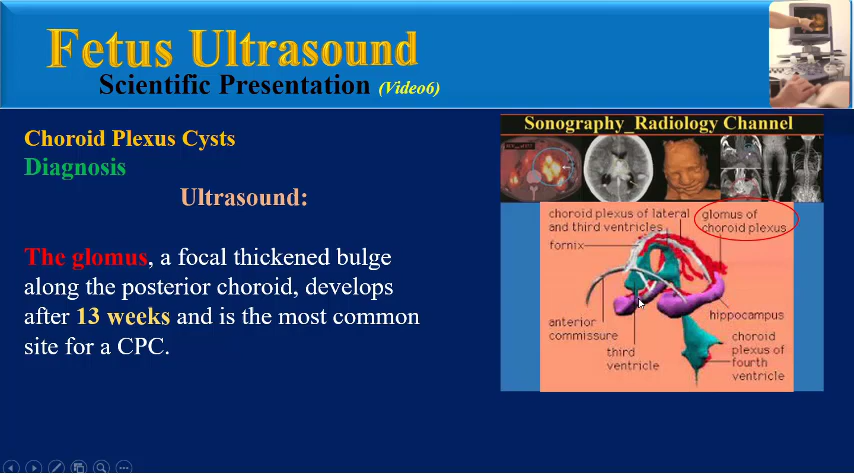 Fetus Ultrasound
Scientific Presentation (Video6)
Choroid Plexus Cysts
Diagnosis
Ultrasound:
The glomus, a focal thickened bulge
along the posterior choroid, develops
after 13 weeks and is the most common
site for a CPC.
Sonography_Radiology Channel
choroid plexus of lateral
and third ventricles
glomus of
choroid plexus
fornix
hippocampus
anterior
commissure
third
ventricle
choroid
plexus of
fourth
ventricle